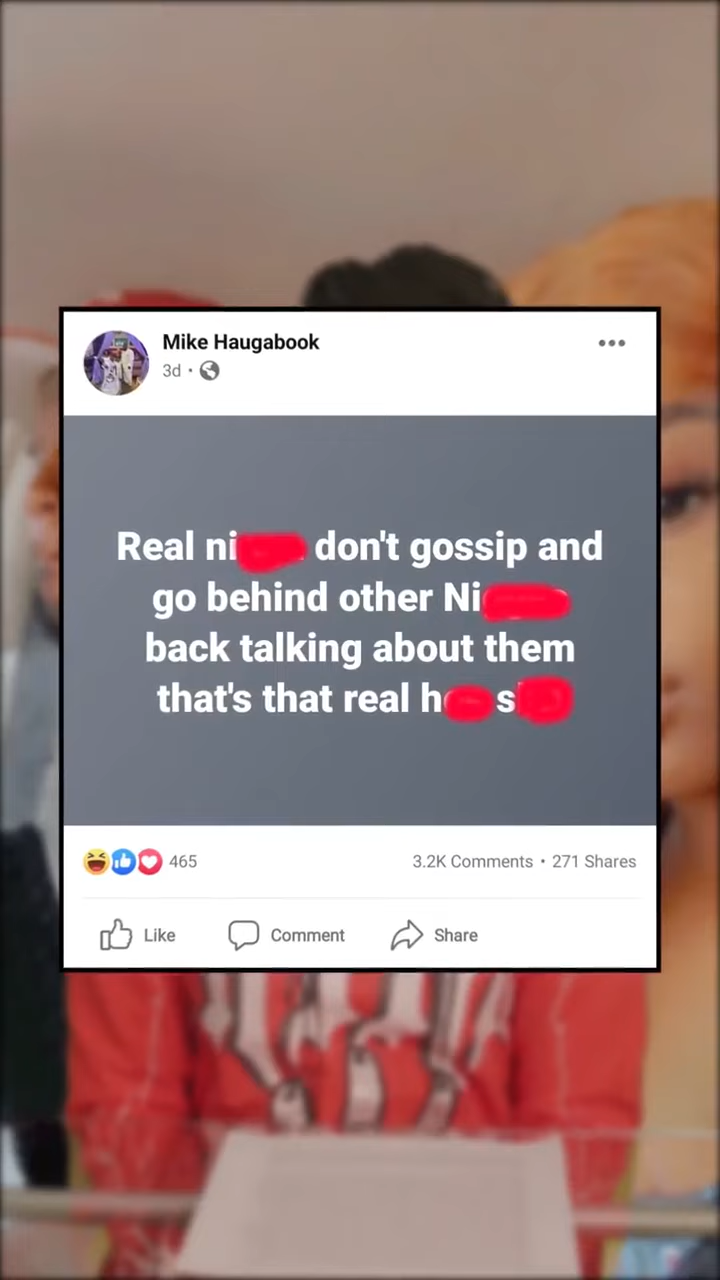 Mike Haugabook
3d
Real ni don't gossip and
go behind other Ni
back talking about them
that's that real h s
465
3.2K Comments • 271 Shares
Like
Comment
Share